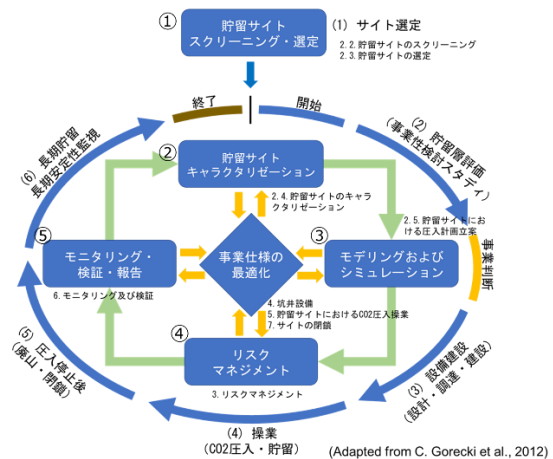 ①
貯留サイト
スクリーニング・選定
(1) サイト選定
2.2.貯留サイトのスクリーニング
2.3.貯留サイトの選定
終了
開始
(2) 貯留層評価
(事業性検討スタディ)
事業判断
(3) 設備建設
(設計・調達・建設)
(4) 操業
(CO2圧入・貯留)
(5) 圧入停止後
(廃山・閉鎖)
(6) 長期貯留
長期安定性監視
②
貯留サイト
キャラクタリゼーション
2.4.貯留サイトのキャラ
クタリゼーション
2.5.貯留サイトにお
ける圧入計画立案
③
モデリングおよび
シミュレーション
事業仕様の
最適化
⑤
モニタリング・
検証・報告
6.モニタリング及び検証
4.坑井設備
5.貯留サイトにおけるCO2圧入操業
7.サイトの閉鎖
④
リスク
マネジメント
3.リスクマネジメント
(Adapted from C. Gorecki et al., 2012)